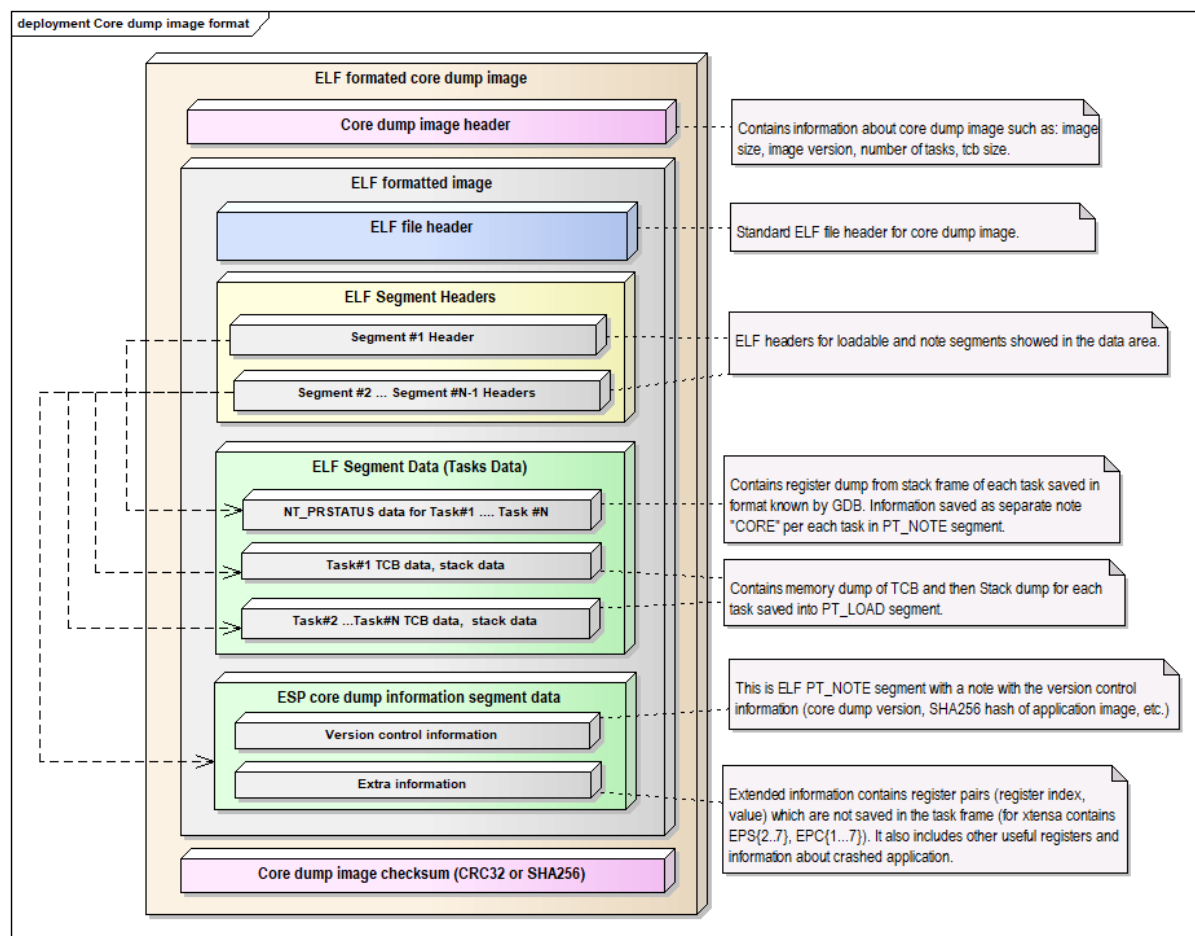 deployment Core dump image format
ELF formated core dump image
Core dump image header
Contains information about core dump image such as: image
size, image version, number of tasks, tcb size.
ELF formatted image
ELF file header
Standard ELF file header for core dump image.
ELF Segment Headers
Segment #1 Header
ELF headers for loadable and note segments showed in the data area.
Segment #2 ... Segment #N-1 Headers
ELF Segment Data (Tasks Data)
NT_PRSTATUS data for Task#1 .... Task #N
Contains register dump from stack frame of each task saved in
format known by GDB. Information saved as separate note
"CORE" per each task in PT_NOTE segment.
Task#1 TCB data, stack data
Contains memory dump of TCB and then Stack dump for each
task saved into PT_LOAD segment.
Task#2 ...Task#N TCB data, stack data
ESP core dump information segment data
This is ELF PT_NOTE segment with a note with the version control
information (core dump version, SHA256 hash of application image, etc.)
Version control information
Extra information
Extended information contains register pairs (register index,
value) which are not saved in the task frame (for xtensa contains
EPS{2..7}, EPC{1...7}). It also includes other useful registers and
information about crashed application.
Core dump image checksum (CRC32 or SHA256)